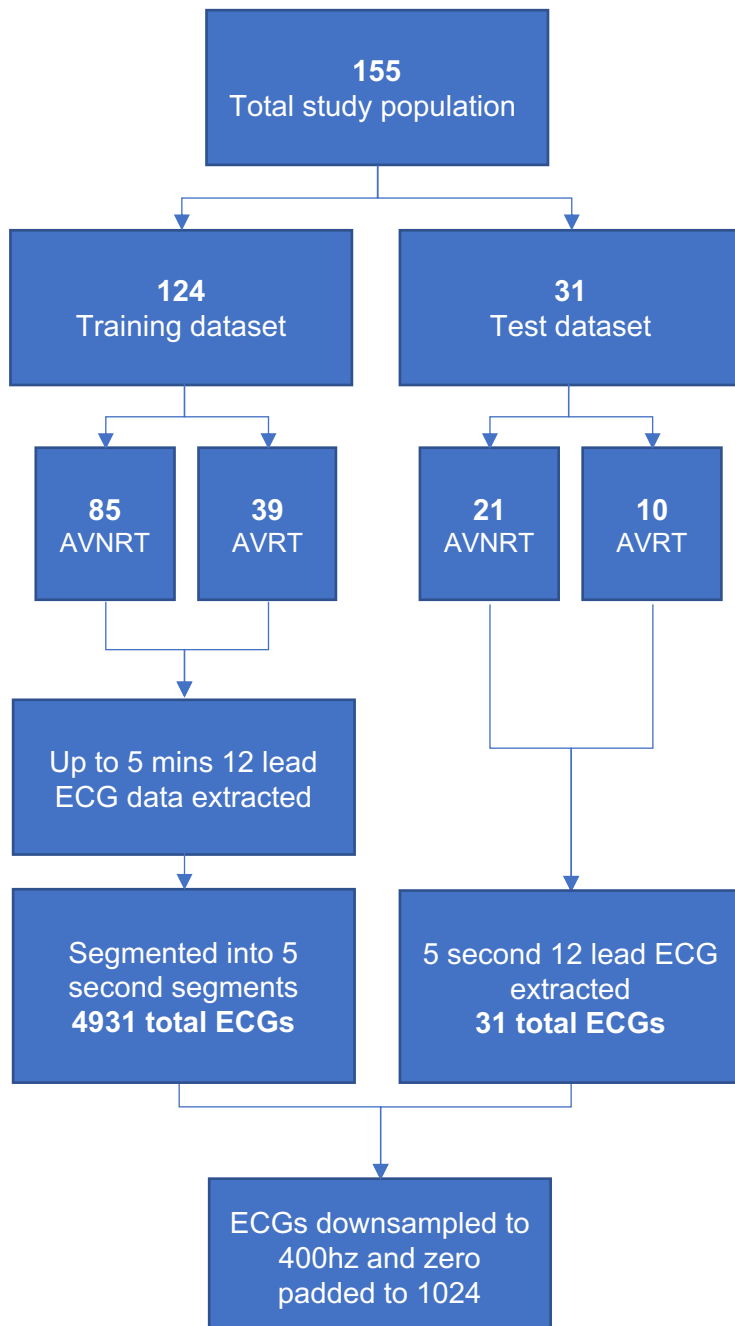 155
Total study population
124
Training dataset
31
Test dataset
85
AVNRT
39
AVRT
21
AVNRT
10
AVRT
Up to 5 mins 12 lead
ECG data extracted
Segmented into 5
second segments
4931 total ECGs
5 second 12 lead ECG
extracted
31 total ECGs
ECGs downsampled to
400hz and zero
padded to 1024